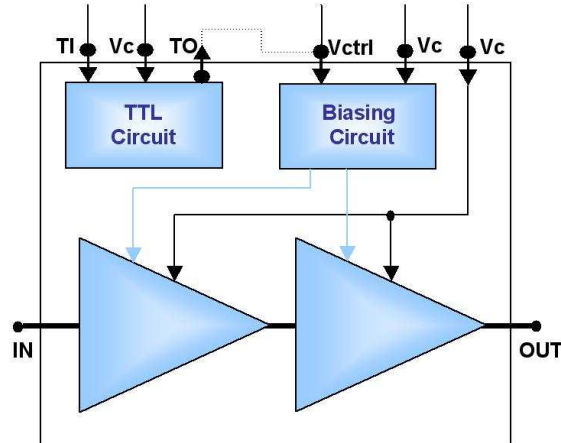 TI Vc TO Vctrl Vc Vc
TTL
Circuit
Biasing
Circuit
IN
OUT